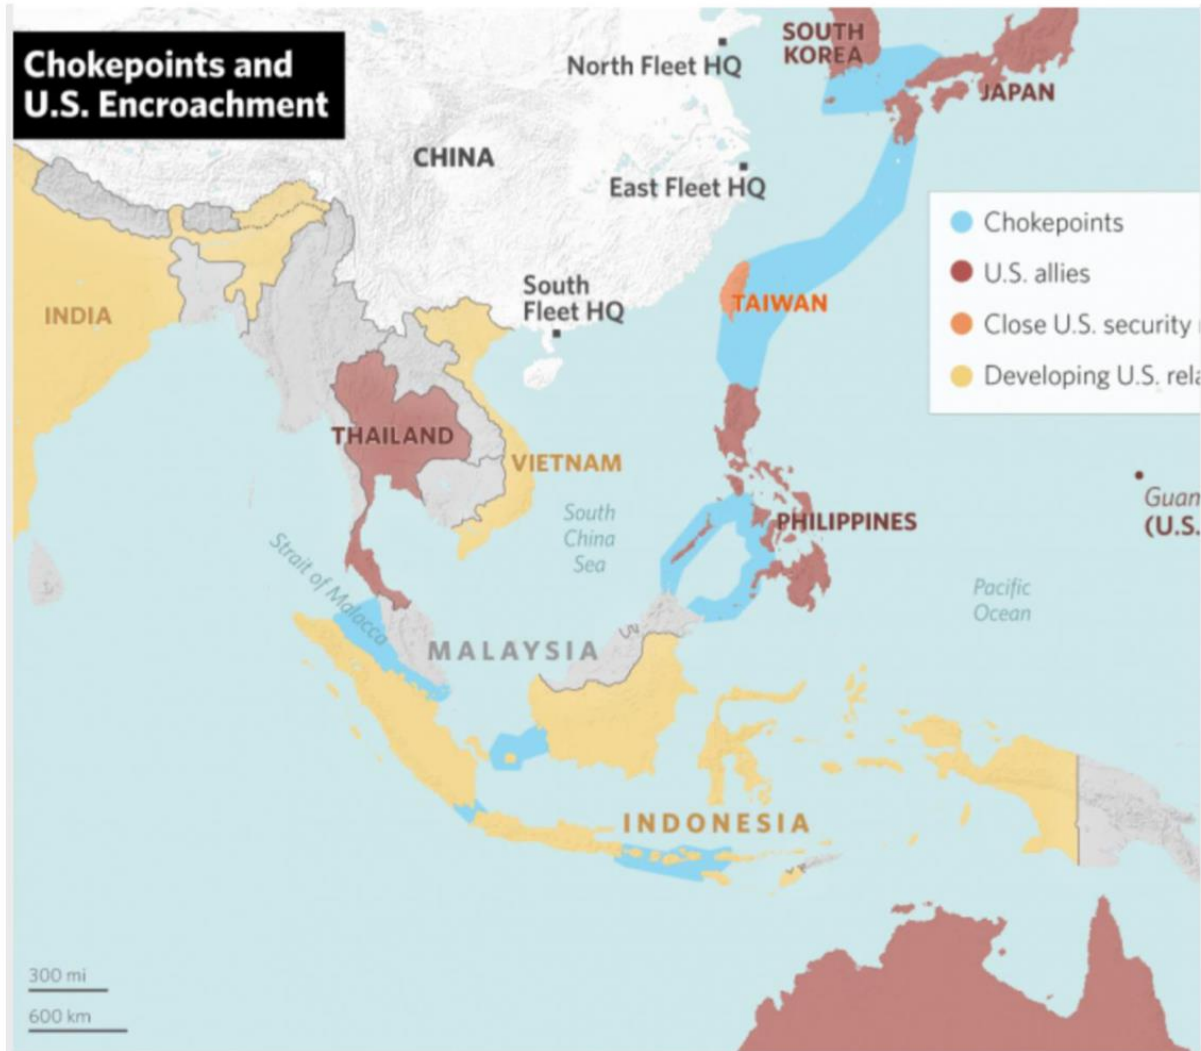 Chokepoints and
U.S. Encroachment
SOUTH
KOREA
North Fleet HQ
JAPAN
CHINA
East Fleet HQ
Chokepoints
U.S. allies
Close U.S. security
Developing U.S. rela
South
Fleet HQ
TAIWAN
INDIA
THAILAND
VIETNAM
South
China
Sea
PHILIPPINES
Guam
(U.S.
Strait of Malacca
Pacific
Ocean
MALAYSIA
INDONESIA
300 mi
600 km